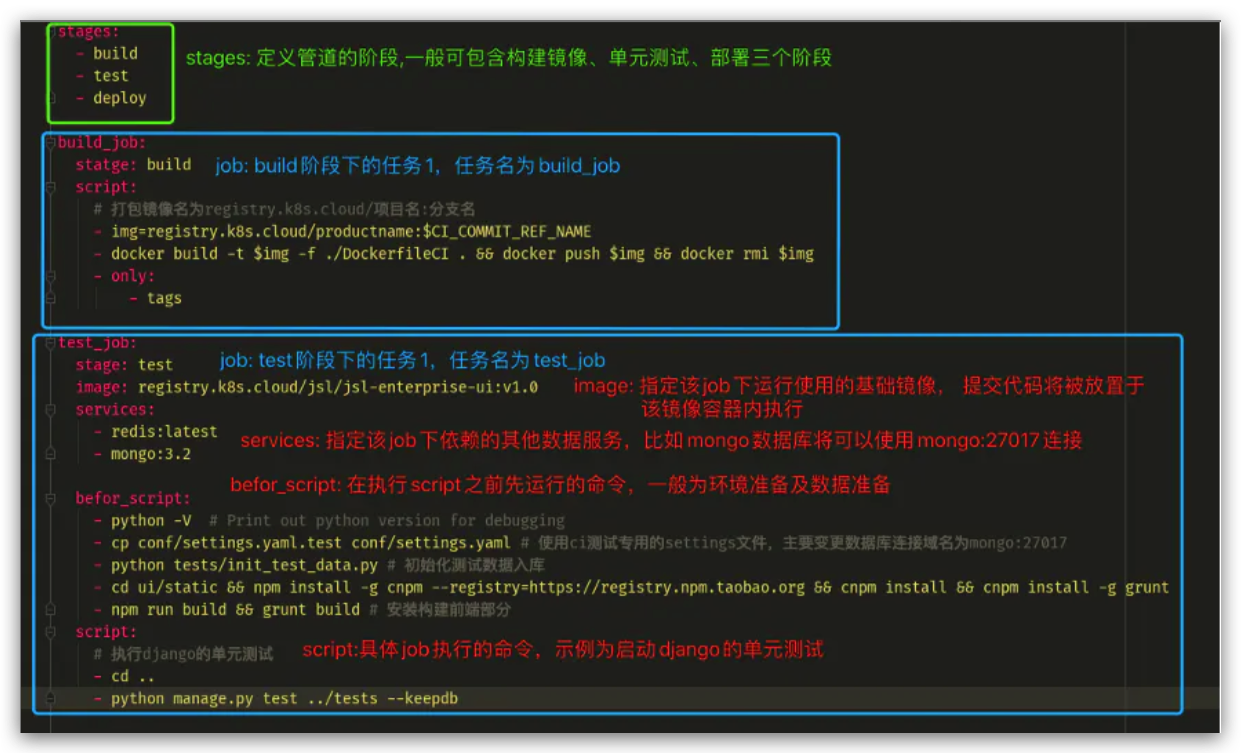 stages:
- build
- test
- deploy
stages: 定义管道的阶段,一般可包含构建镜像、单元测试、部署三个阶段
build_job:
statge: build
job: build阶段下的任务1，任务名为build_job
script:
# 打包镜像名为registry.k8s.cloud/项目名:分支名
- img=registry.k8s.cloud/productname:$CI_COMMIT_REF_NAME
- docker build -t $img -f ./DockerfileCI . && docker push $img && docker rmi $img
- only:
- tags
test_job:
stage: test
job: test阶段下的任务1，任务名为test_job
image: registry.k8s.cloud/jsl/jsl-enterprise-ui:v1.0
image: 指定该job下运行使用的基础镜像， 提交代码将被放置于
该镜像容器内执行
services:
- redis:latest
- mongo:3.2
services: 指定该job下依赖的其他数据服务，比如mongo数据库将可以使用mongo:27017连接
befor_script: 在执行script之前先运行的命令，一般为环境准备及数据准备
befor_script:
- python -V # Print out python version for debugging
- cp conf/settings.yaml.test conf/settings.yaml # 使用ci测试专用的settings文件，主要变更数据库连接域名为mongo:27017
- python tests/init_test_data.py # 初始化测试数据入库
- cd ui/static && npm install -g cnpm --registry=https://registry.npm.taobao.org && cnpm install && cnpm install -g grunt
- npm run build && grunt build # 安装构建前端部分
script:
# 执行django的单元测试
script:具体job执行的命令，示例为启动django的单元测试
- cd ..
- python manage.py test ../tests --keepdb